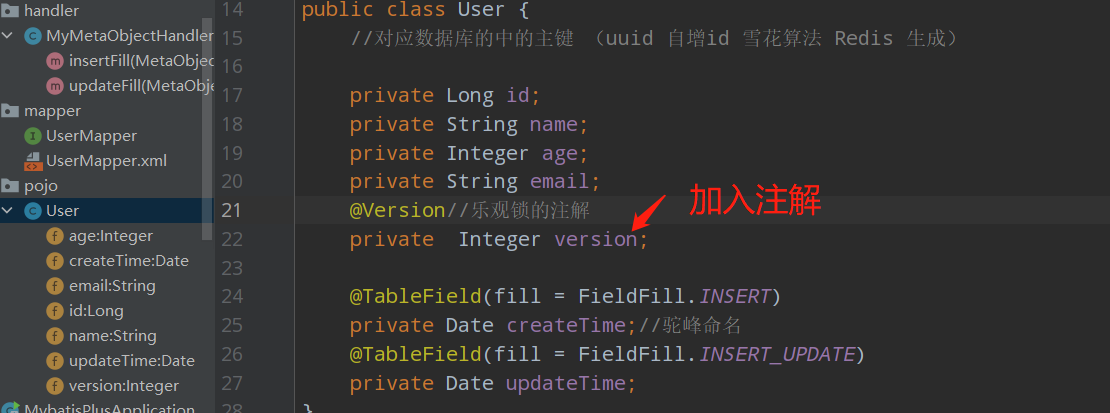 handler
MyMetaObjectHandler
insertFill(MetaObjec
updateFill(MetaObje
mapper
UserMapper
UserMapper.xml
pojo
User
age:Integer
createTime:Date
email:String
id:Long
name:String
updateTime:Date
version:Integer
MybatisPlusApplication
14 public class User {
15 //对应数据库的中的主键 （uuid 自增id 雪花算法 Redis 生成）
16
17 private Long id;
18 private String name;
19 private Integer age;
20 private String email;
21 @Version//乐观锁的注解
22 private  Integer version;
加入注解
23
24 @TableField(fill = FieldFill.INSERT)
25 private Date createTime;//驼峰命名
26 @TableField(fill = FieldFill.INSERT_UPDATE)
27 private Date updateTime;
28 }